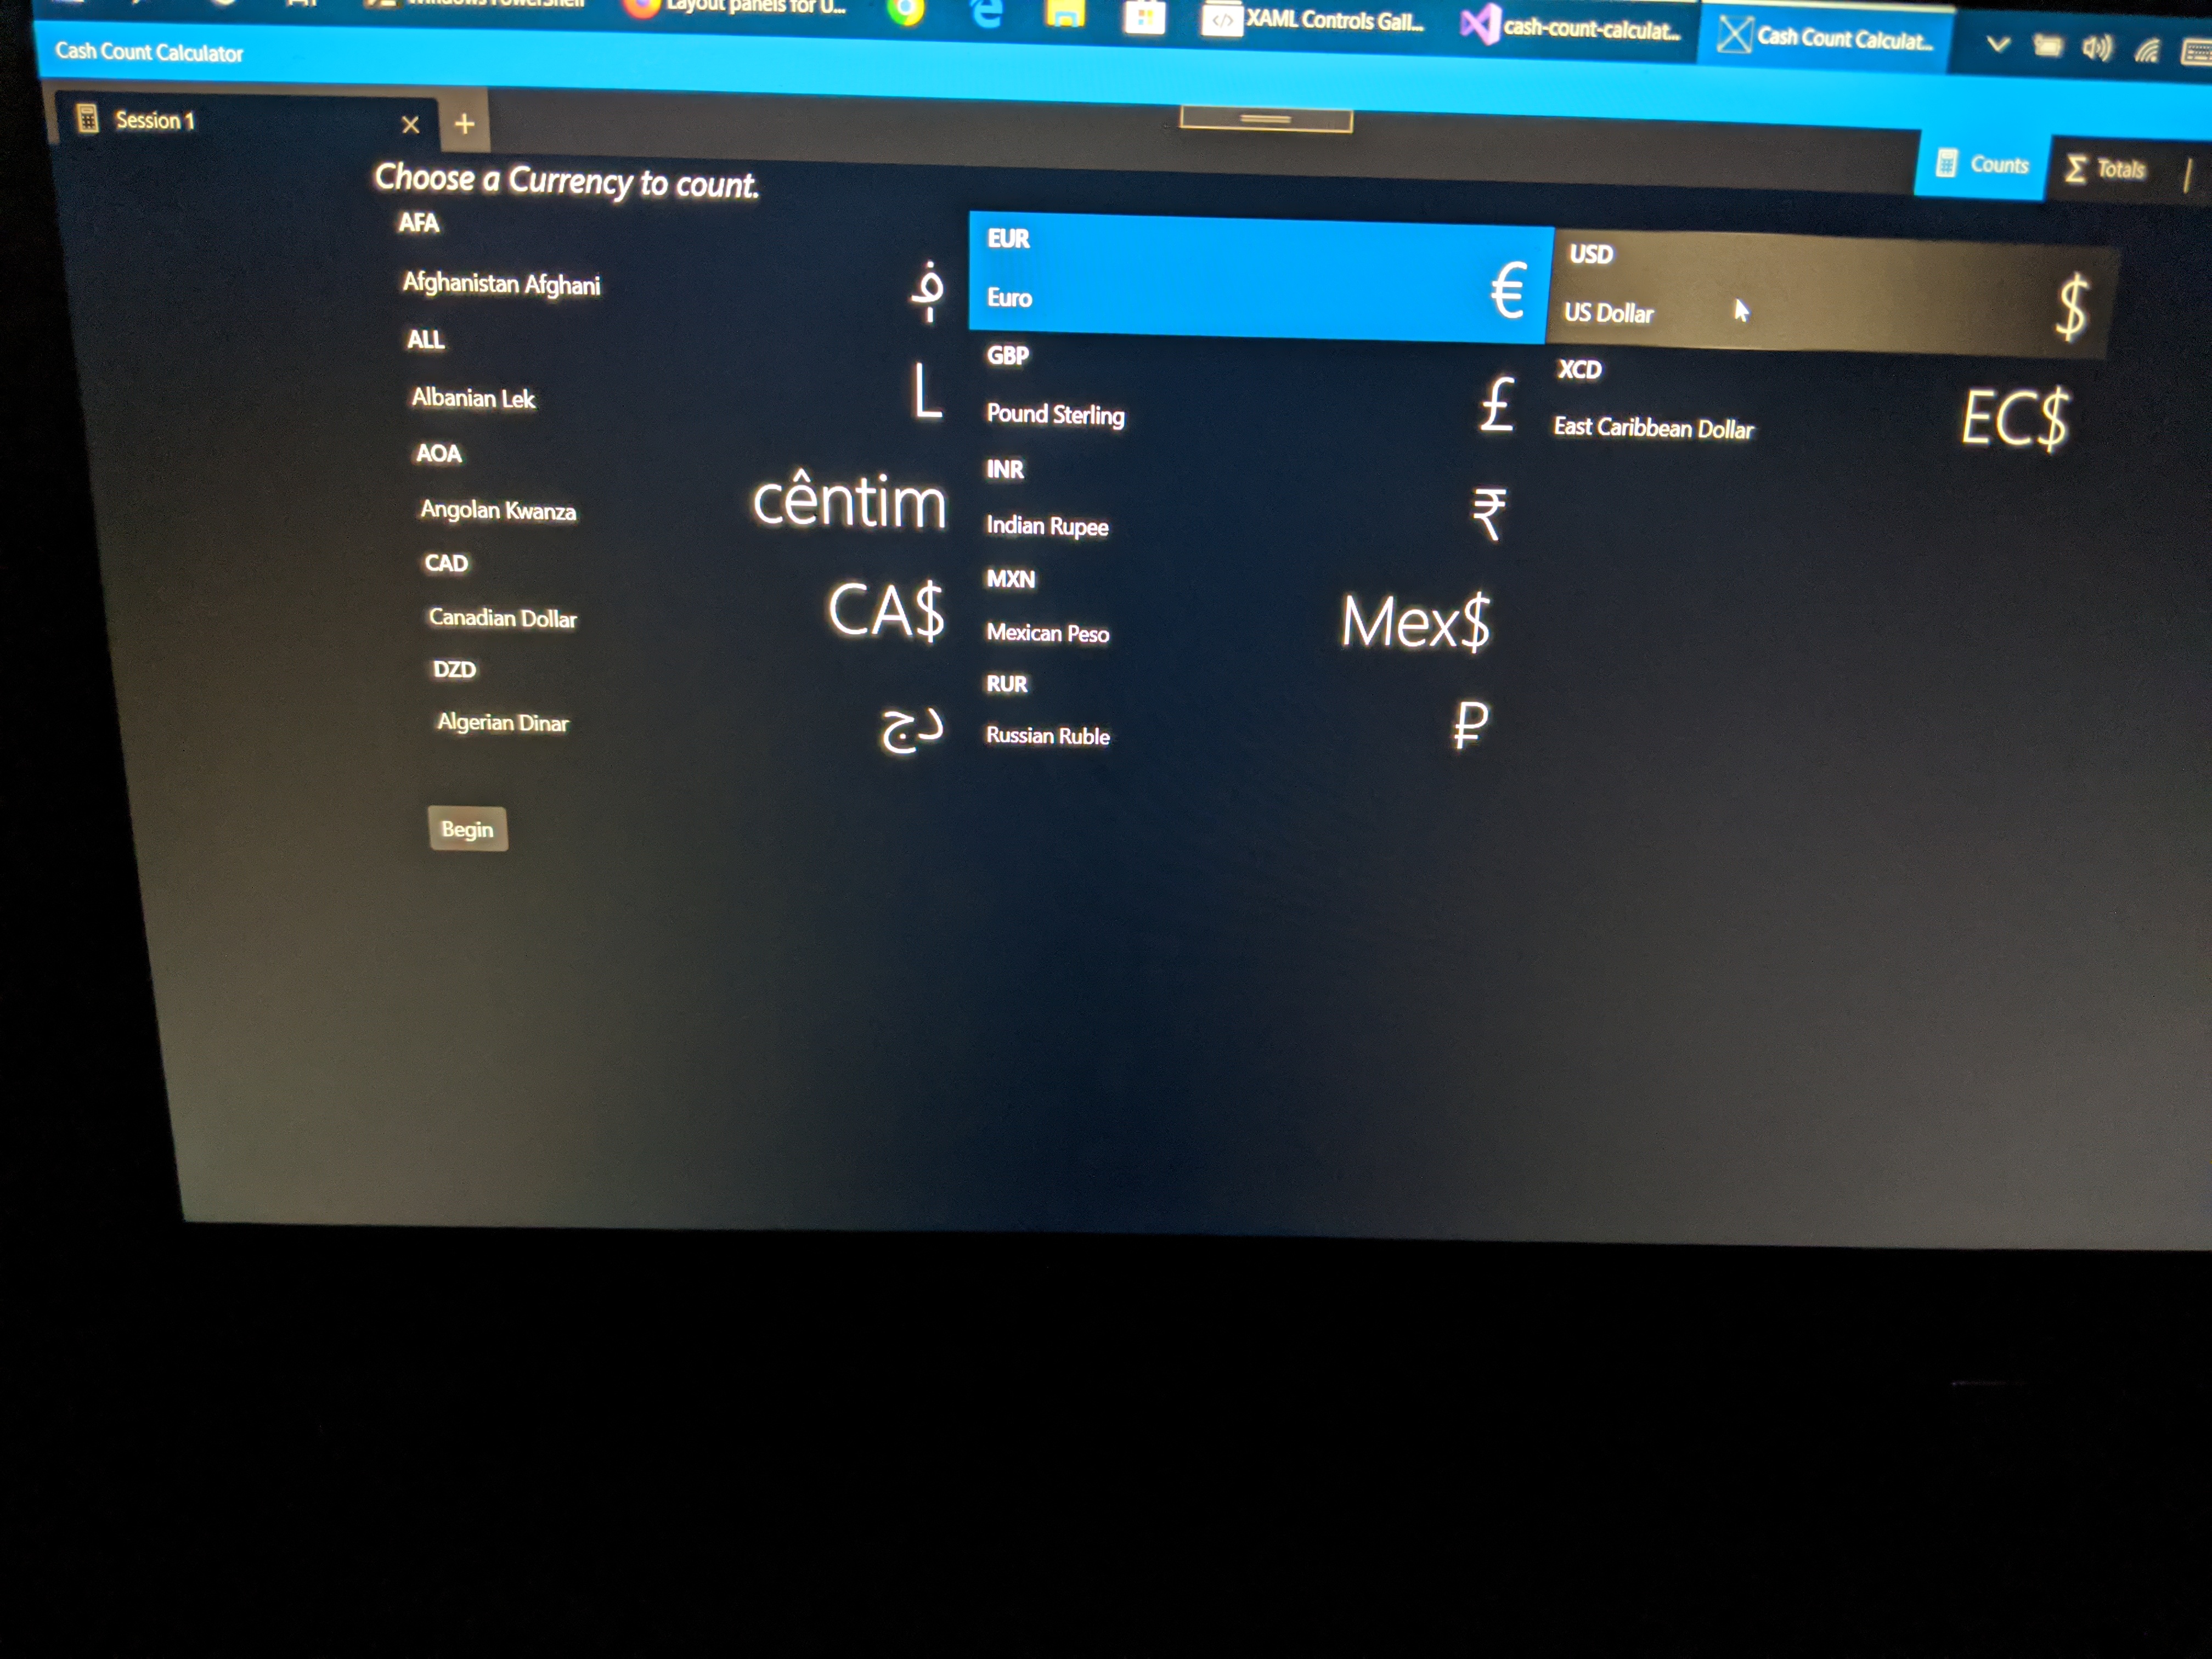 Layout panels for U...
XAML Controls Gall...
cash-count-calculat...
Cash Count Calculat...
Cash Count Calculator
Session 1
Counts
Totals
Choose a Currency to count.
AFA
Afghanistan Afghani
؋
ALL
Albanian Lek
L
AOA
Angolan Kwanza
cêntim
CAD
Canadian Dollar
CA$
DZD
Algerian Dinar
دج
EUR
Euro
€
GBP
Pound Sterling
£
INR
Indian Rupee
₹
MXN
Mexican Peso
Mex$
RUR
Russian Ruble
₽
USD
US Dollar
$
XCD
East Caribbean Dollar
EC$
Begin